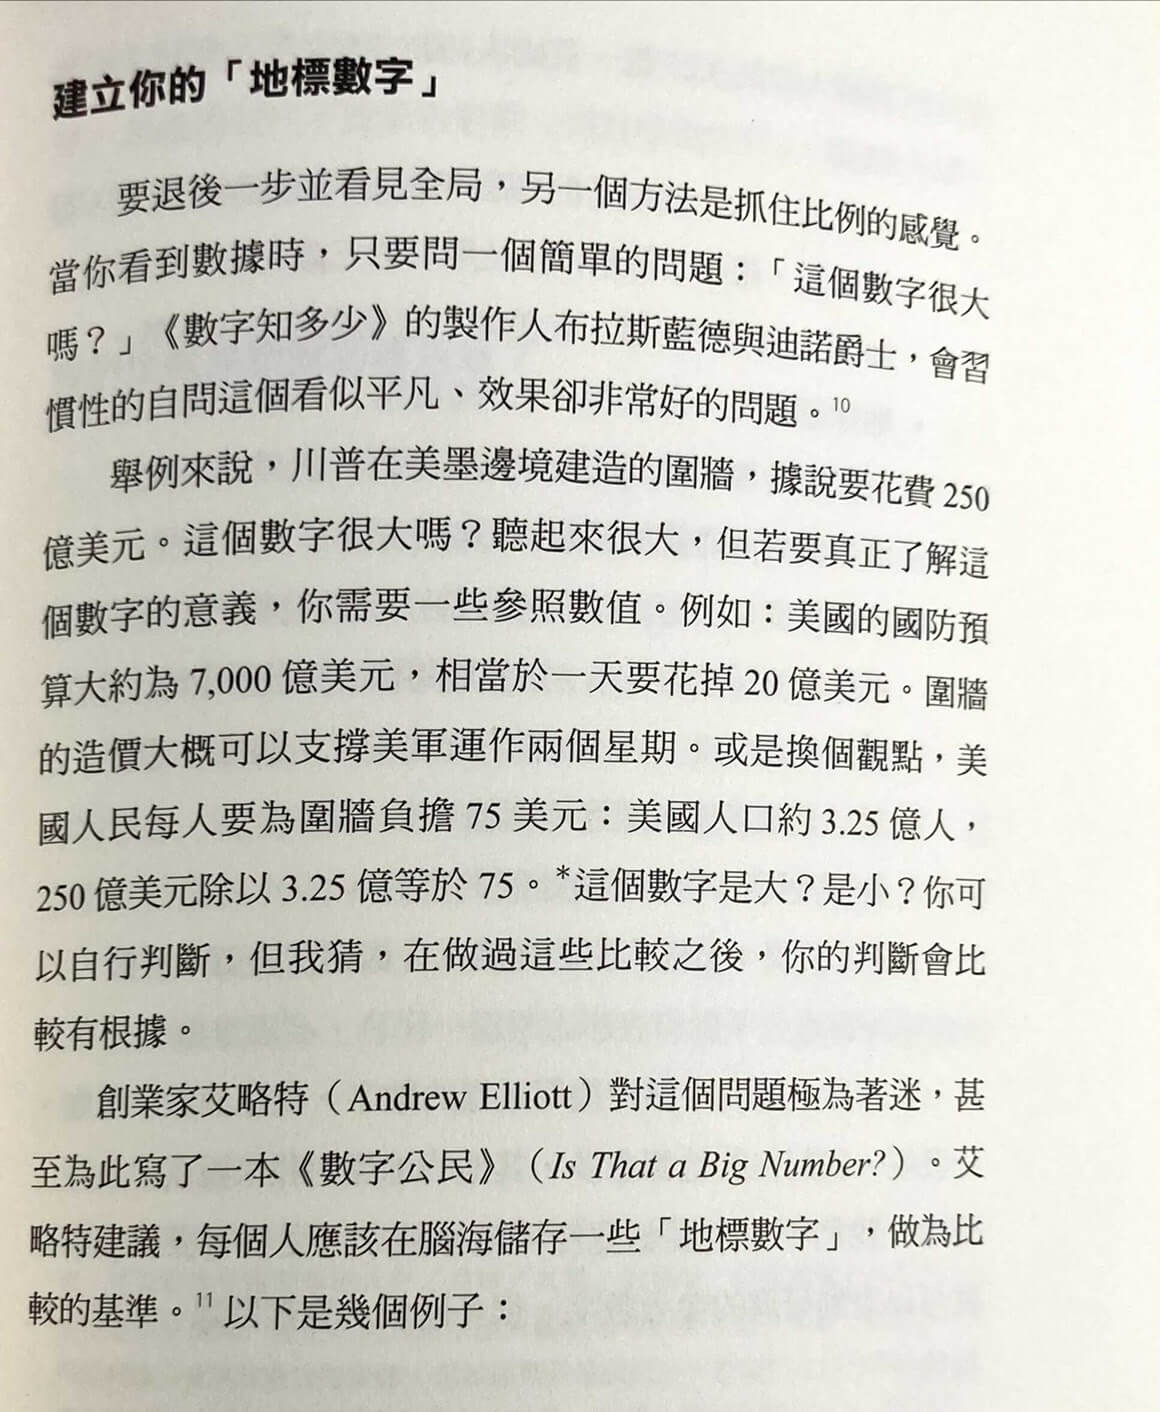 建立你的「地標數字」
要退後一步並看見全局，另一個方法是抓住比例的感覺。
當你看到數據時，只要問一個簡單的問題：「這個數字很大
嗎？」《數字知多少》的製作人布拉斯藍德與迪諾爵士，會習
慣性的自問這個看似平凡、效果卻非常好的問題。10
舉例來說，川普在美墨邊境建造的圍牆，據說要花費 250
億美元。這個數字很大嗎？聽起來很大，但若要真正了解這
個數字的意義，你需要一些參照數值。例如：美國的國防預
算大約為 7,000 億美元，相當於一天要花掉 20 億美元。圍牆
的造價大概可以支撐美軍運作兩個星期。或是換個觀點，美
國人民每人要為圍牆負擔 75 美元：美國人口約 3.25 億人，
250 億美元除以 3.25 億等於 75。*這個數字是大？是小？你可
以自行判斷，但我猜，在做過這些比較之後，你的判斷會比
較有根據。
創業家艾略特（Andrew Elliott）對這個問題極為著迷，甚
至為此寫了一本《數字公民》（Is That a Big Number?）。艾
略特建議，每個人應該在腦海儲存一些「地標數字」，做為比
較的基準。11 以下是幾個例子：